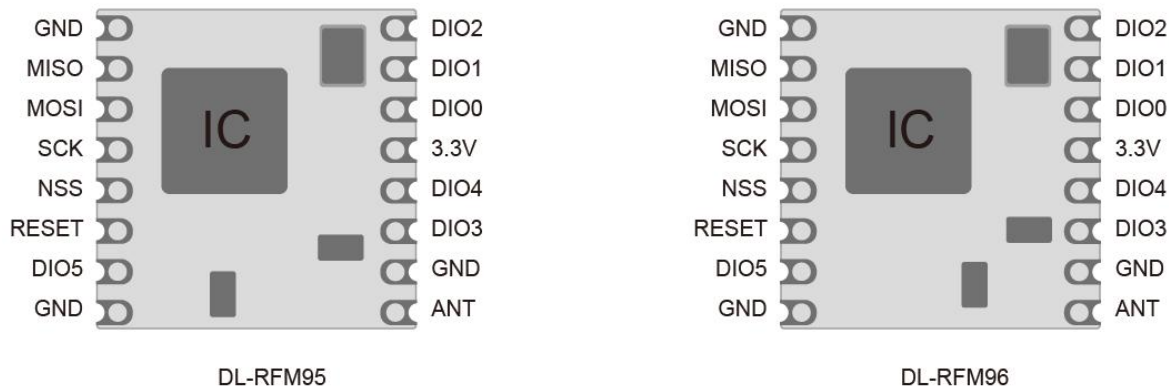 GND DIO2 GND DIO2
MISO DIO1 MISO DIO1
MOSI IC DIO0 MOSI IC DIO0
SCK 3.3V SCK 3.3V
NSS DIO4 NSS DIO4
RESET DIO3 RESET DIO3
DIO5 GND DIO5 GND
GND ANT GND ANT
DL-RFM95 DL-RFM96